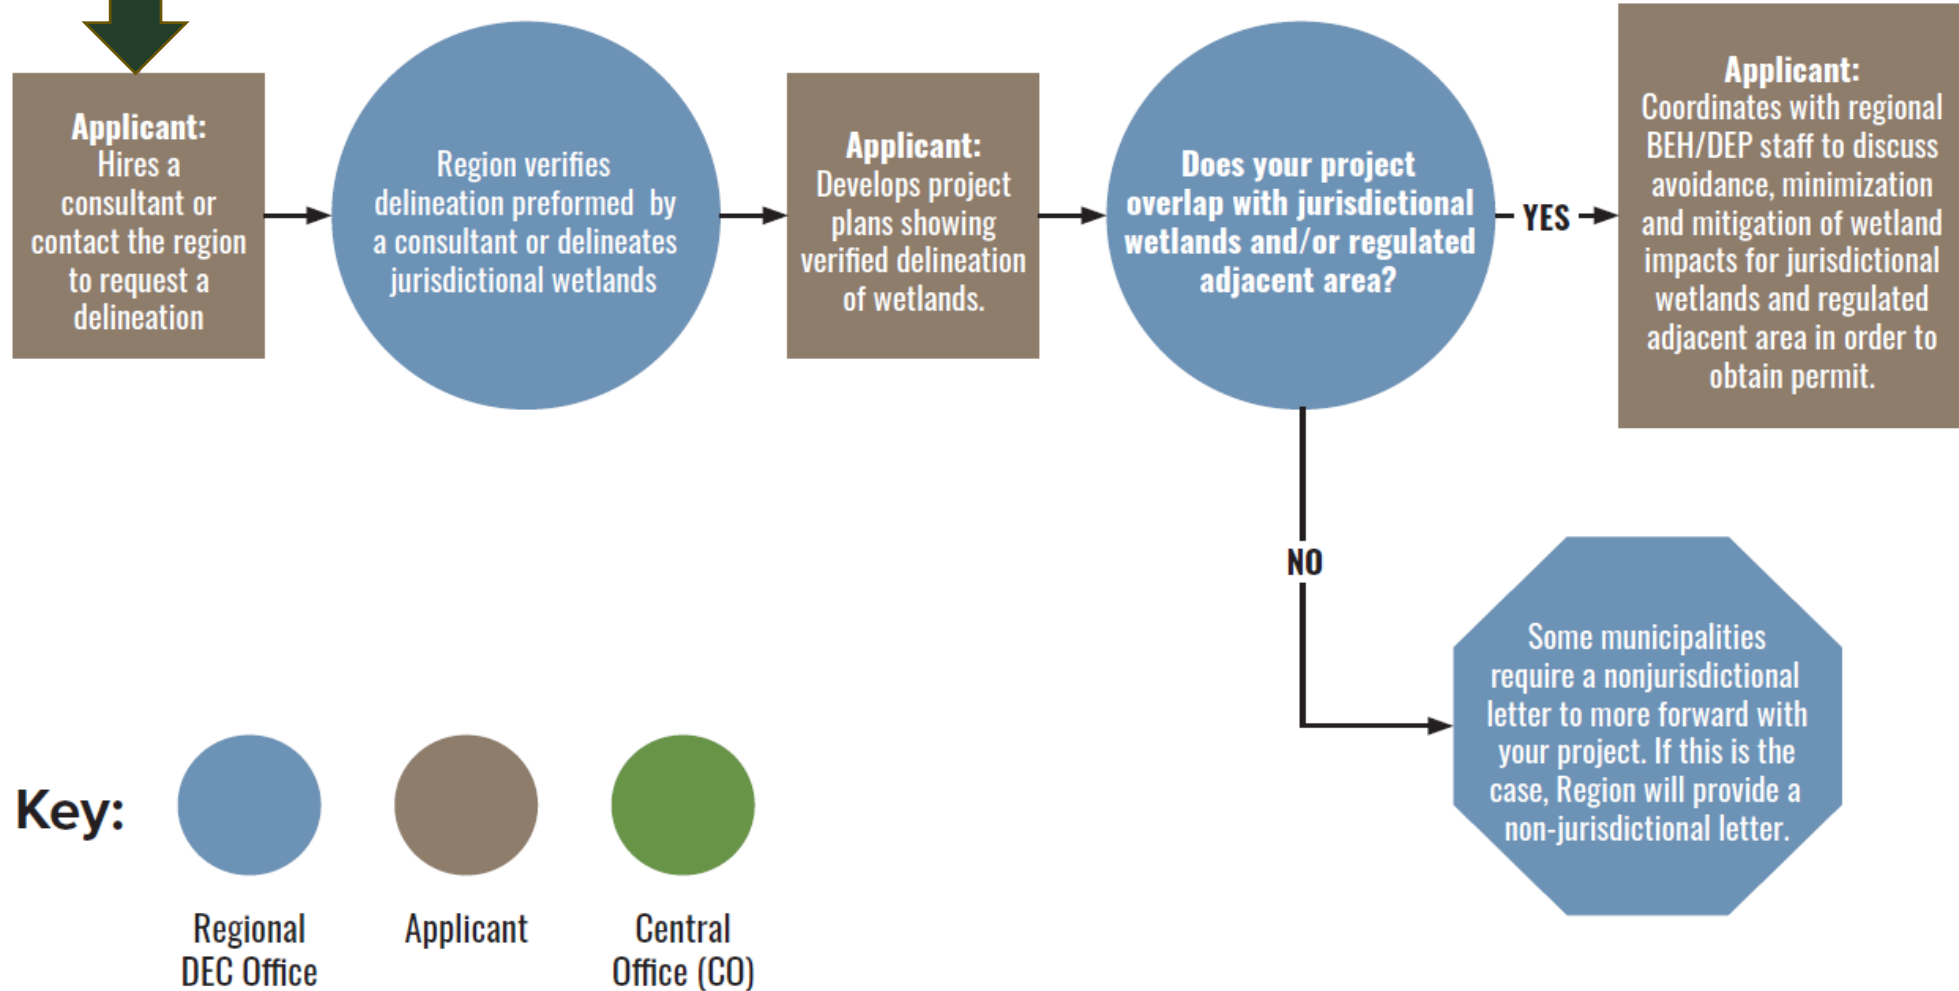 Applicant:
Hires a
consultant or
contact the region
to request a
delineation
Region verifies
delineation preformed by
a consultant or delineates
jurisdictional wetlands
Applicant:
Develops project
plans showing
verified delineation
of wetlands.
Does your project
overlap with jurisdictional
wetlands and/or regulated
adjacent area?
YES
Applicant:
Coordinates with regional
BEH/DEP staff to discuss
avoidance, minimization
and mitigation of wetland
impacts for jurisdictional
wetlands and regulated
adjacent area in order to
obtain permit.
NO
Some municipalities
require a nonjurisdictional
letter to more forward with
your project. If this is the
case, Region will provide a
non-jurisdictional letter.
Key:
Regional
DEC Office
Applicant
Central
Office (CO)